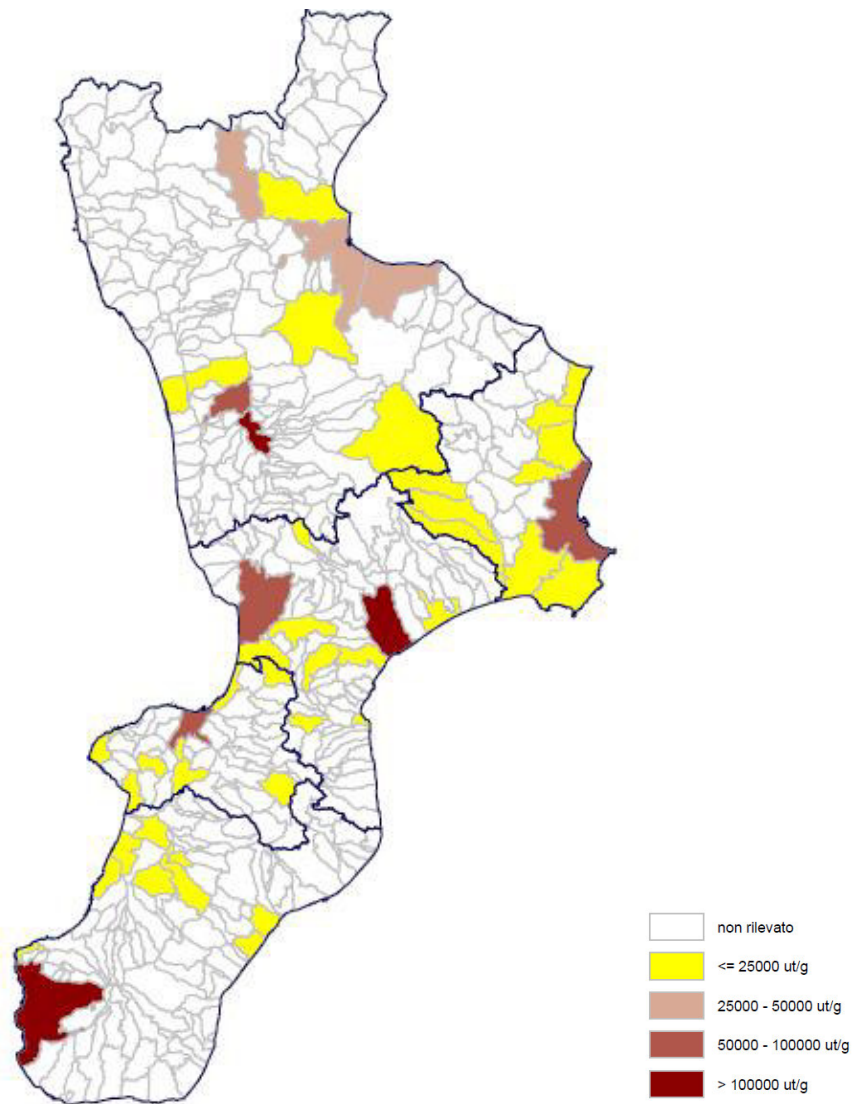 non rilevato
<= 25000 ut/g
25000 - 50000 ut/g
50000 - 100000 ut/g
> 100000 ut/g